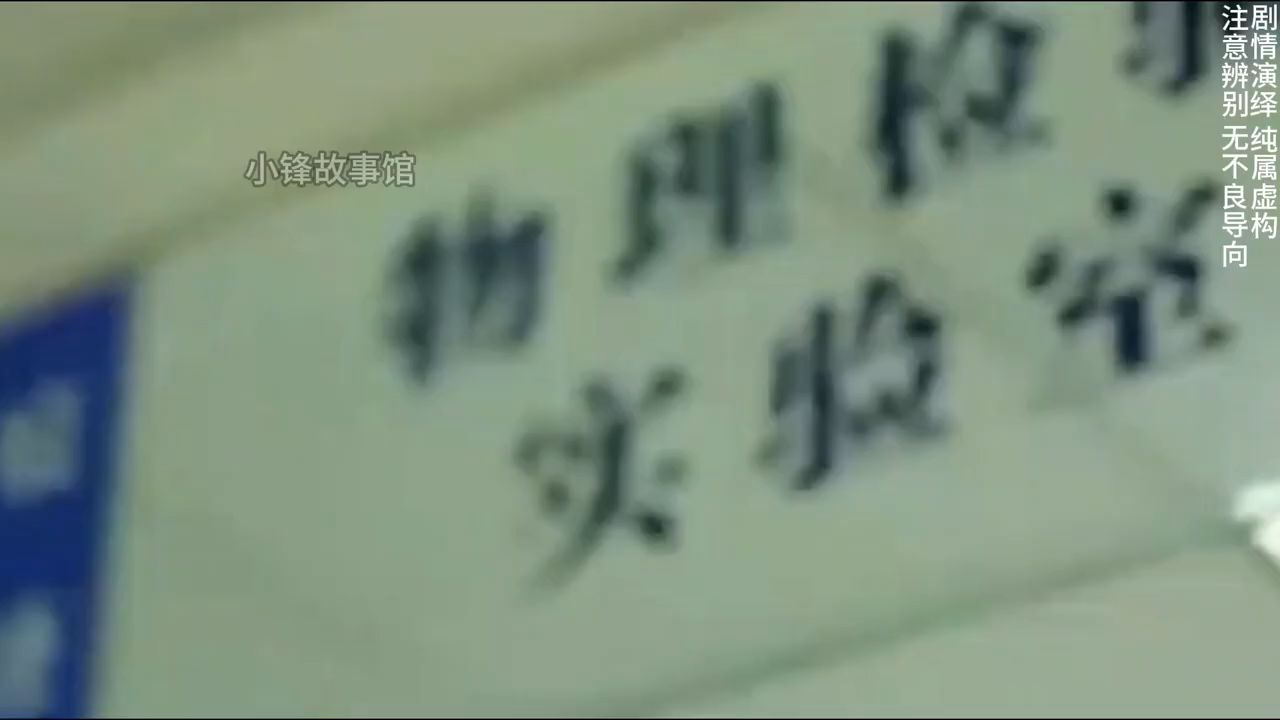 剧情演绎 纯属虚构
注意辨别 无不良导向
小锋故事馆
物理检
实验室